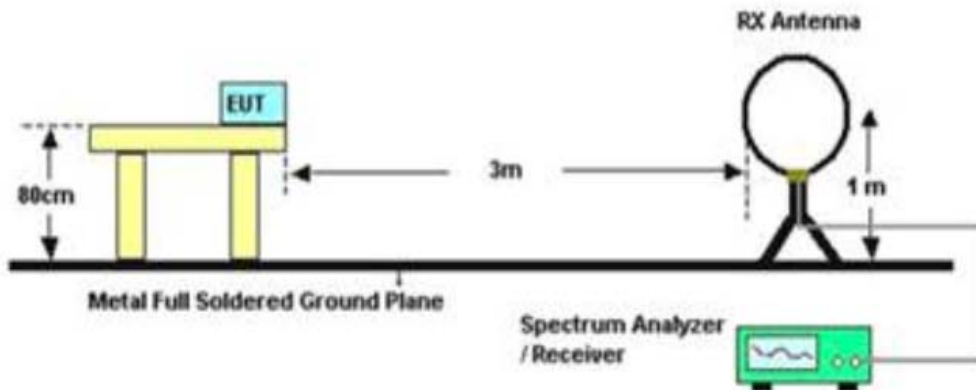 RX Antenna
EUT
3m
80cm
1 m
Metal Full Soldered Ground Plane
Spectrum Analyzer
/ Receiver